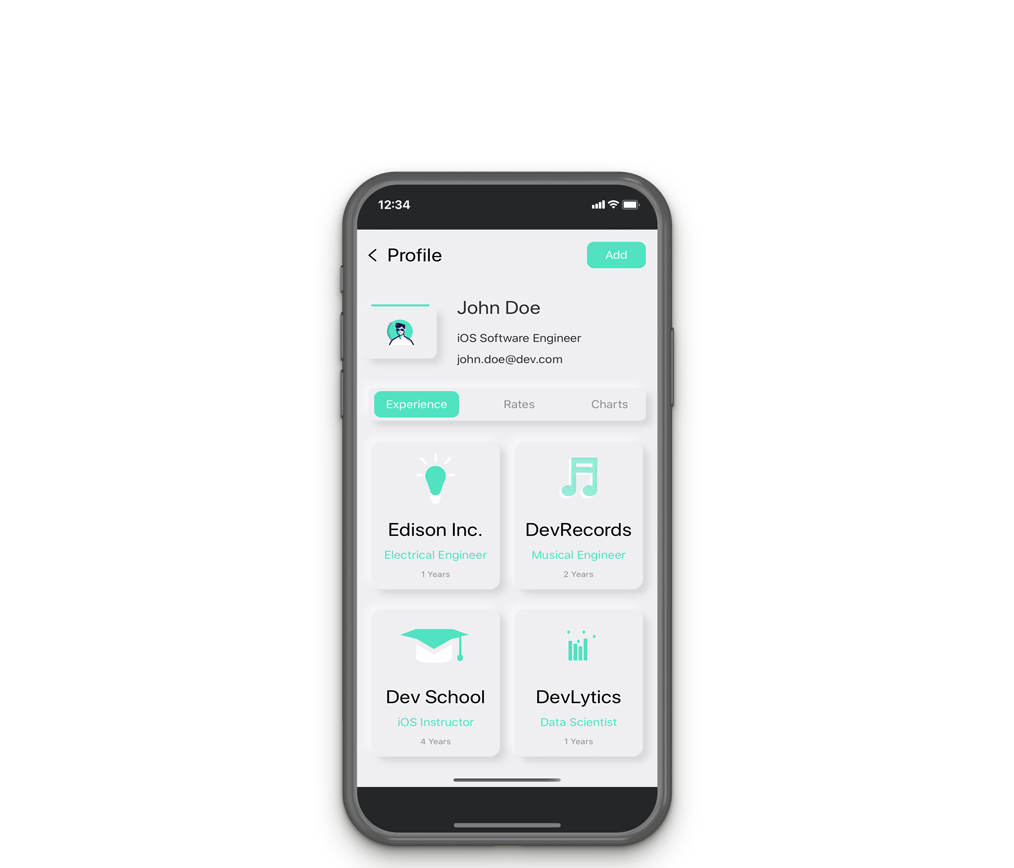 12:34
Profile
Add
John Doe
iOS Software Engineer
john.doe@dev.com
Experience Rates Charts
Edison Inc. DevRecords
Electrical Engineer Musical Engineer
1 Years 2 Years
Dev School DevLytics
iOS Instructor Data Scientist
4 Years 1 Years